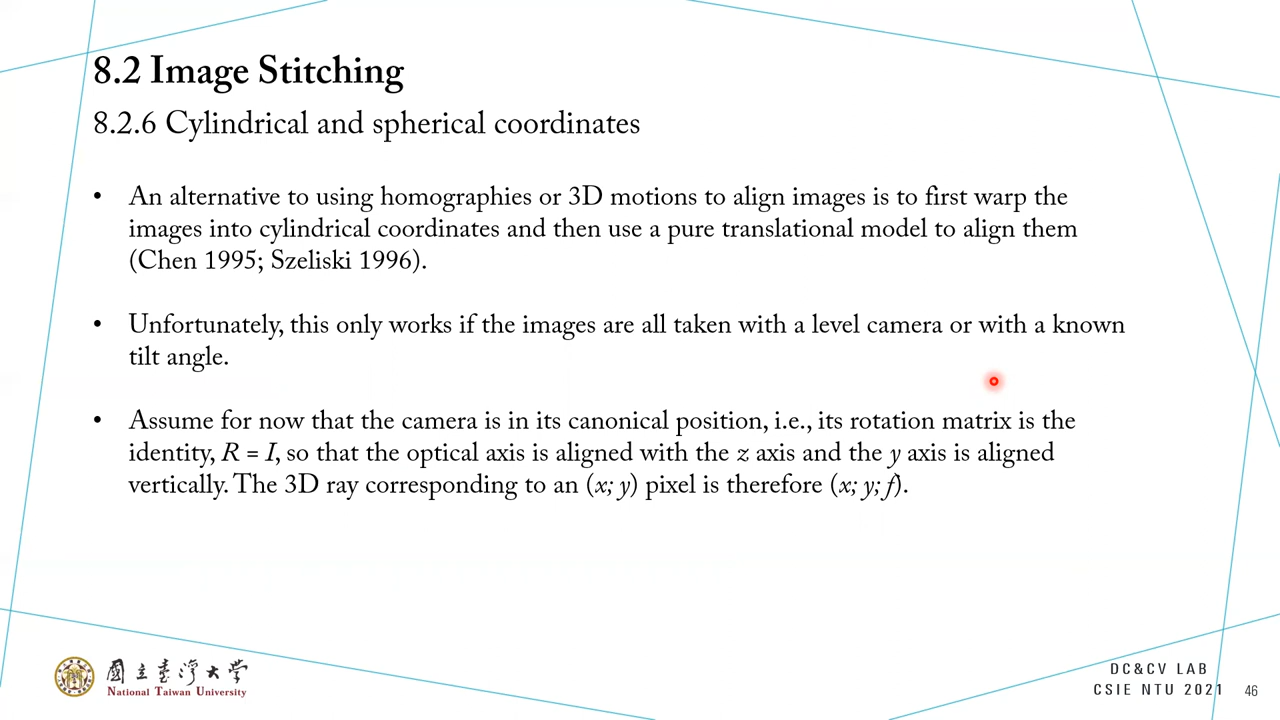 8.2 Image Stitching
8.2.6 Cylindrical and spherical coordinates
• An alternative to using homographies or 3D motions to align images is to first warp the
images into cylindrical coordinates and then use a pure translational model to align them
(Chen 1995; Szeliski 1996).
• Unfortunately, this only works if the images are all taken with a level camera or with a known
tilt angle.
• Assume for now that the camera is in its canonical position, i.e., its rotation matrix is the
identity, R = I, so that the optical axis is aligned with the z axis and the y axis is aligned
vertically. The 3D ray corresponding to an (x; y) pixel is therefore (x; y; f).
國立臺灣大學
National Taiwan University
DC&CV LAB
CSIE NTU 2021
46